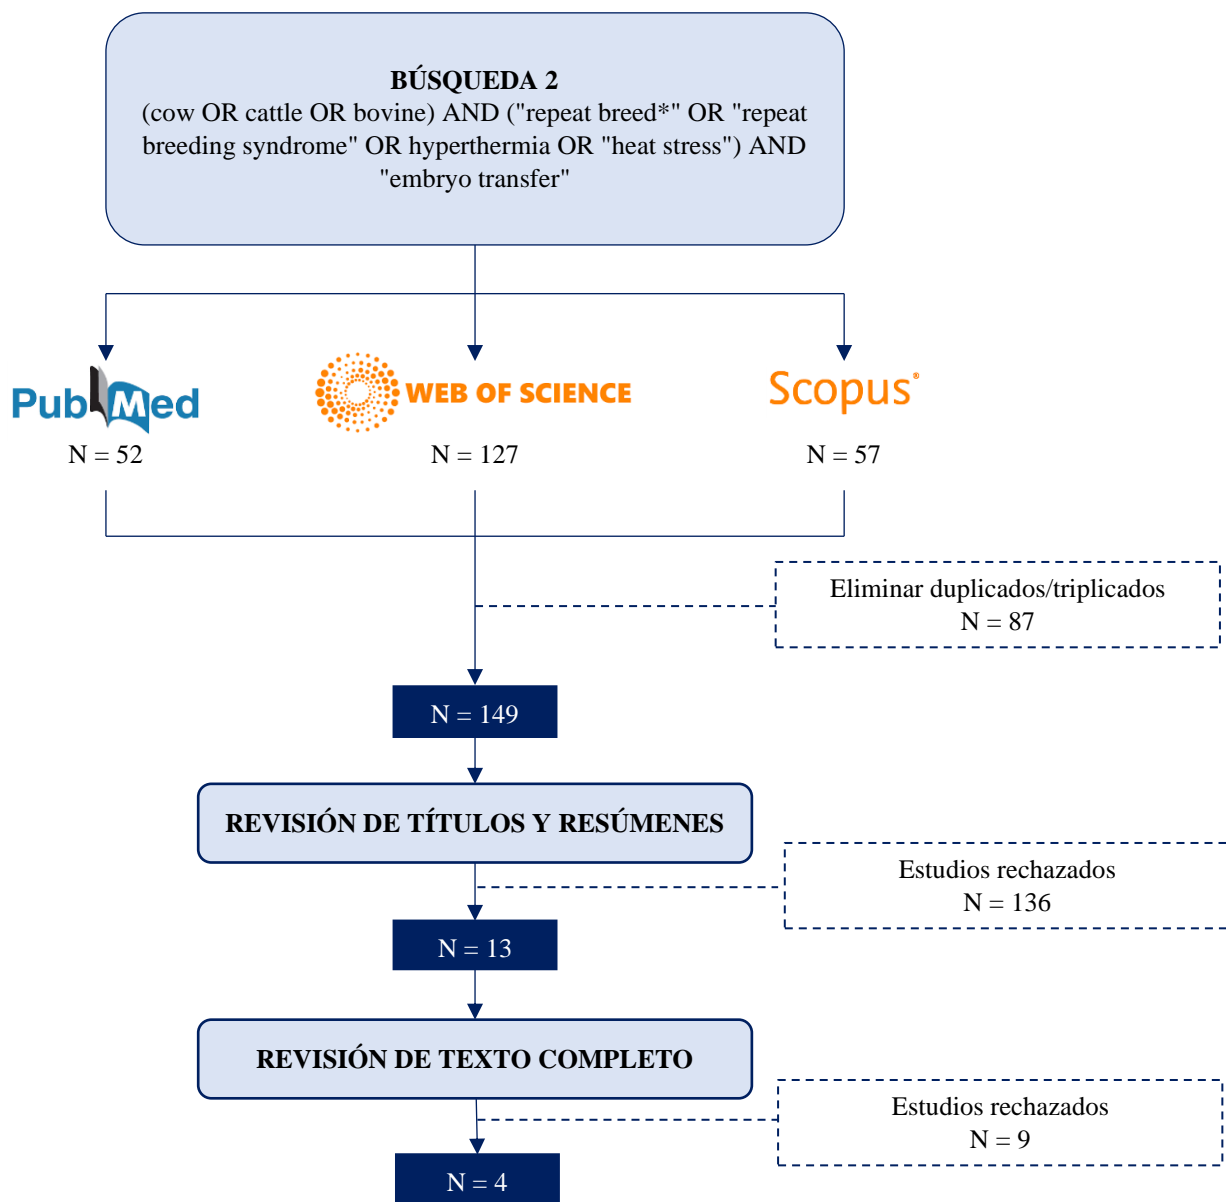 BÚSQUEDA 2
(cow OR cattle OR bovine) AND ("repeat breed*" OR "repeat
breeding syndrome" OR hyperthermia OR "heat stress") AND
"embryo transfer"
PubMed
WEB OF SCIENCE
Scopus®
N = 52
N = 127
N = 57
Eliminar duplicados/triplicados
N = 87
N = 149
REVISIÓN DE TÍTULOS Y RESÚMENES
Estudios rechazados
N = 136
N = 13
REVISIÓN DE TEXTO COMPLETO
Estudios rechazados
N = 9
N = 4